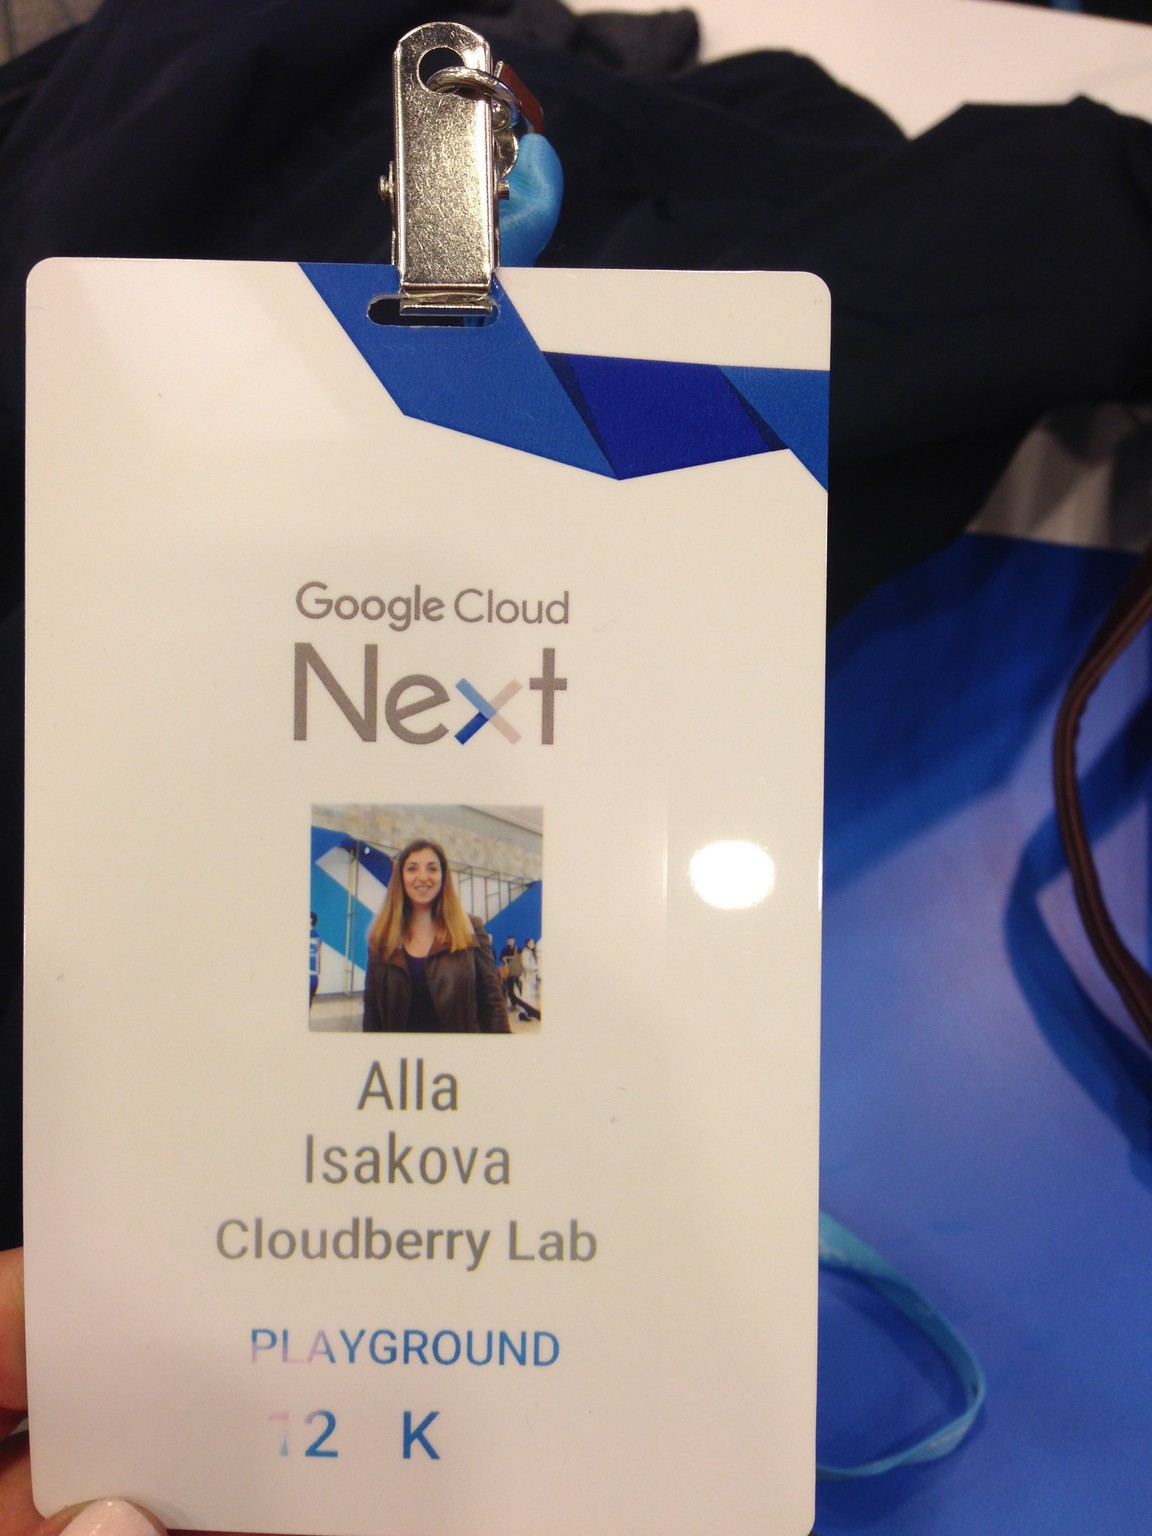 Google Cloud
Next
Alla
Isakova
Cloudberry Lab
PLAYGROUND
12 K